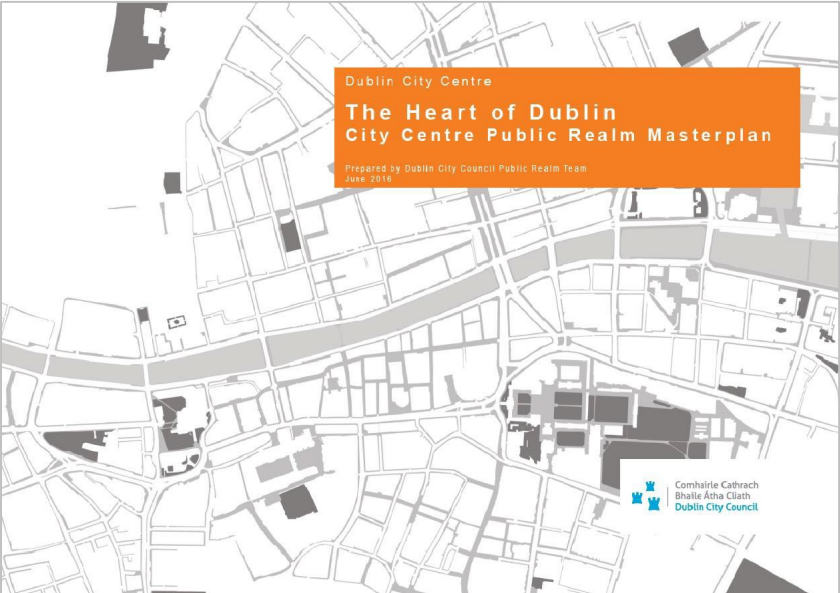 Dublin City Centre
The Heart of Dublin
City Centre Public Realm Masterplan
Prepared by Dublin City Council Public Realm Team
June 2016
Comhairle Cathrach
Bhaile Átha Cliath
Dublin City Council